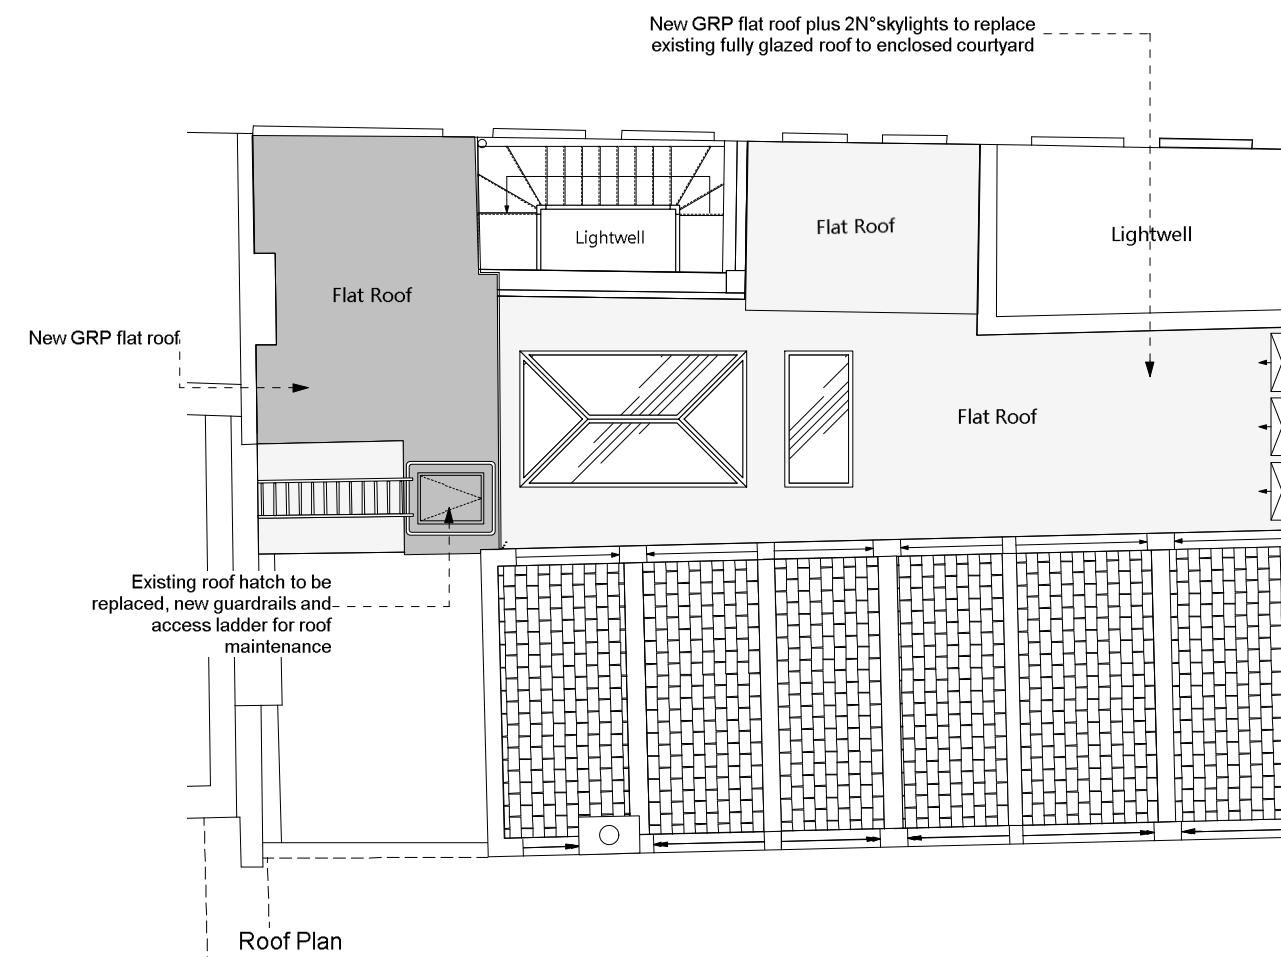 New GRP flat roof plus 2N°skylights to replace
existing fully glazed roof to enclosed courtyard
Flat Roof
Lightwell
Lightwell
Flat Roof
New GRP flat roof
Flat Roof
Existing roof hatch to be
replaced, new guardrails and
access ladder for roof
maintenance
Roof Plan